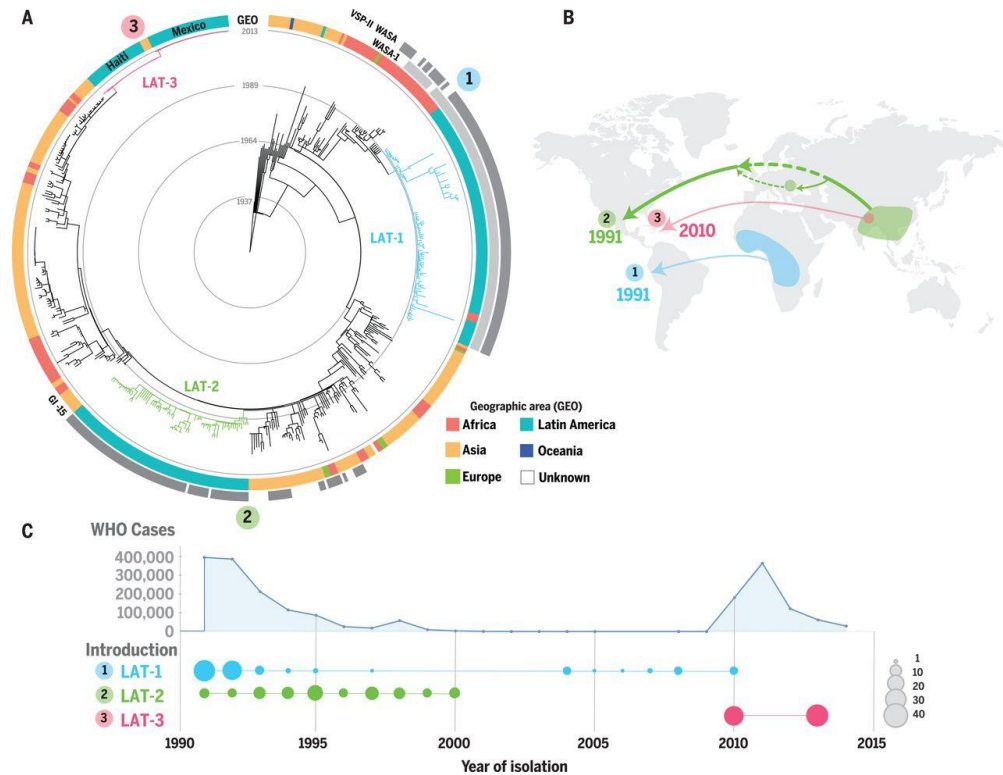 A
3
GEO
2013
Mexico
Haiti
LAT-3
VSP-II WASA
WASA-1
1
1989
1964
1937
LAT-1
LAT-2
GI-15
2
Geographic area (GEO)
Africa
Latin America
Asia
Oceania
Europe
Unknown
B
2
1991
3
2010
1
1991
C
WHO Cases
400,000
300,000
200,000
100,000
0
Introduction
1 LAT-1
2 LAT-2
3 LAT-3
1
10
20
30
40
1990 1995 2000 2005 2010 2015
Year of isolation